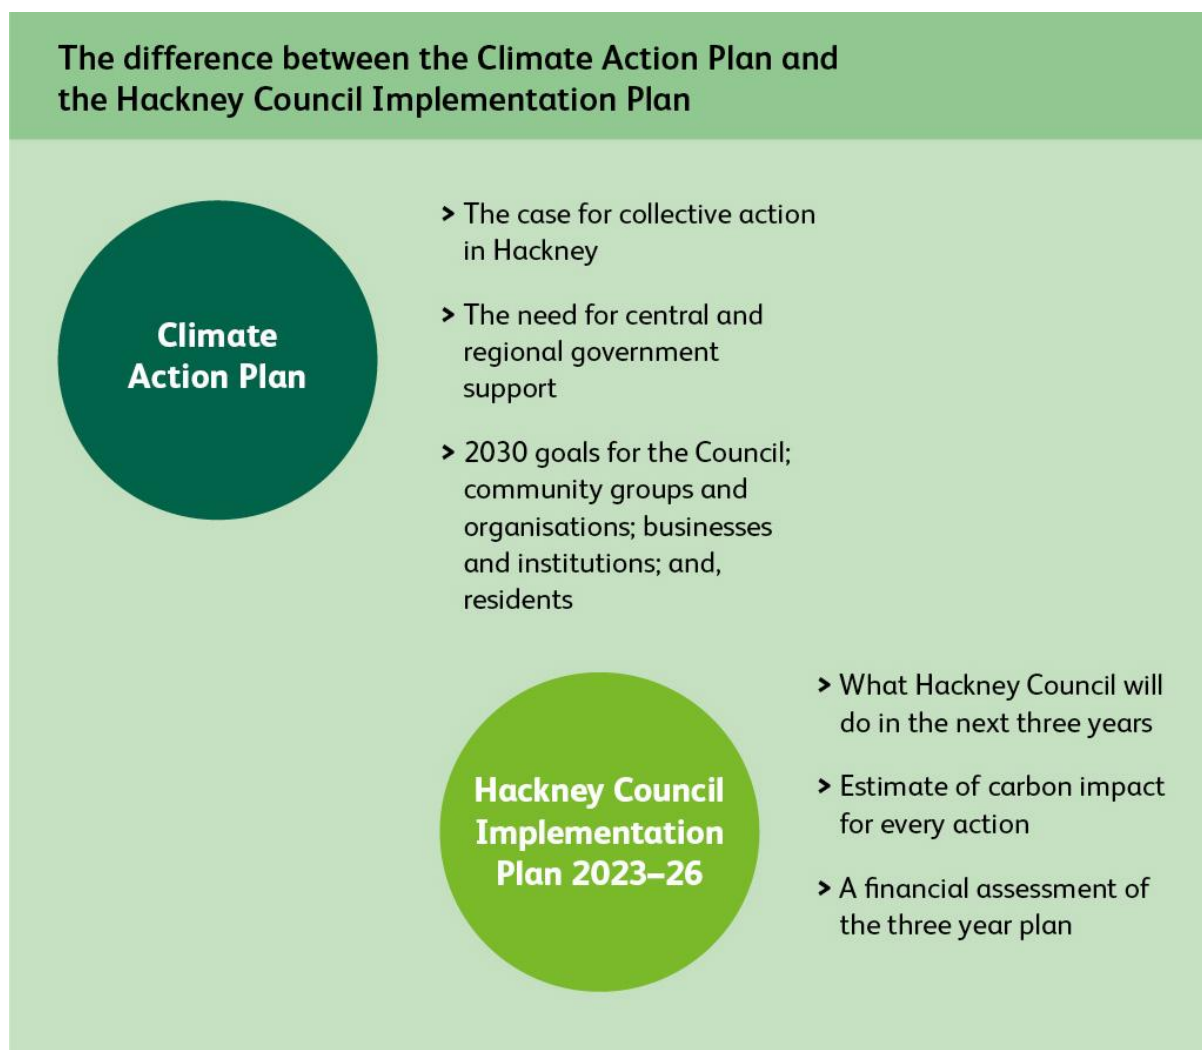 The difference between the Climate Action Plan and
the Hackney Council Implementation Plan
Climate
Action Plan
> The case for collective action
in Hackney
> The need for central and
regional government
support
> 2030 goals for the Council;
community groups and
organisations; businesses
and institutions; and,
residents
Hackney Council
Implementation
Plan 2023–26
> What Hackney Council will
do in the next three years
> Estimate of carbon impact
for every action
> A financial assessment of
the three year plan